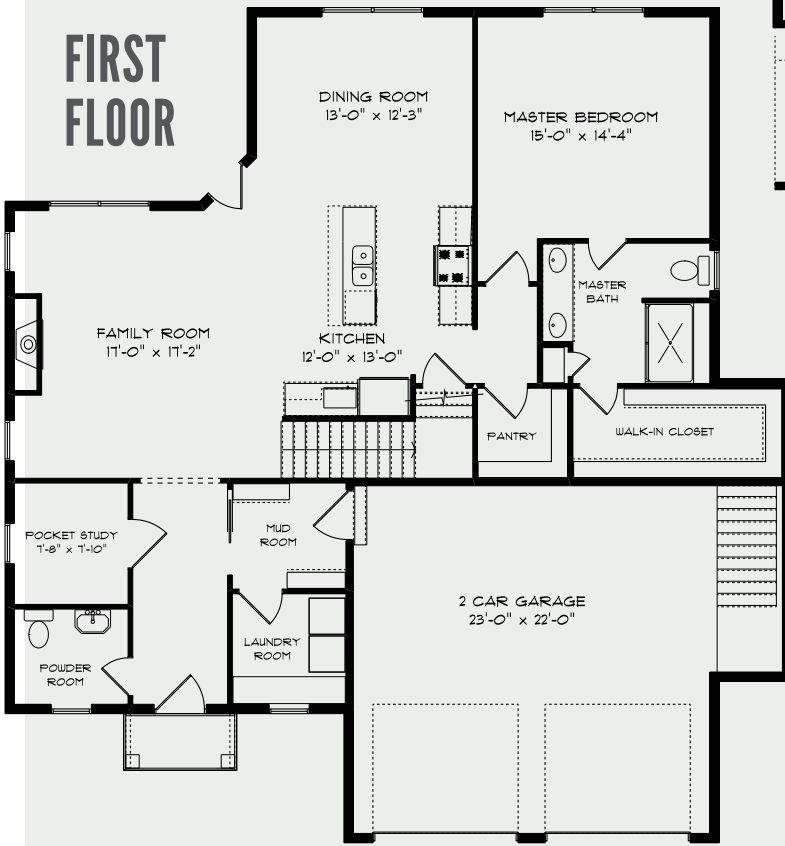 FIRST
FLOOR
DINING ROOM
13'-0" x 12'-3"
MASTER BEDROOM
15'-0" x 14'-4"
MASTER
BATH
FAMILY ROOM
17'-0" x 17'-2"
KITCHEN
12'-0" x 13'-0"
PANTRY
WALK-IN CLOSET
POCKET STUDY
7'-8" x 7'-10"
MUD
ROOM
2 CAR GARAGE
23'-0" x 22'-0"
LAUNDRY
ROOM
POWDER
ROOM